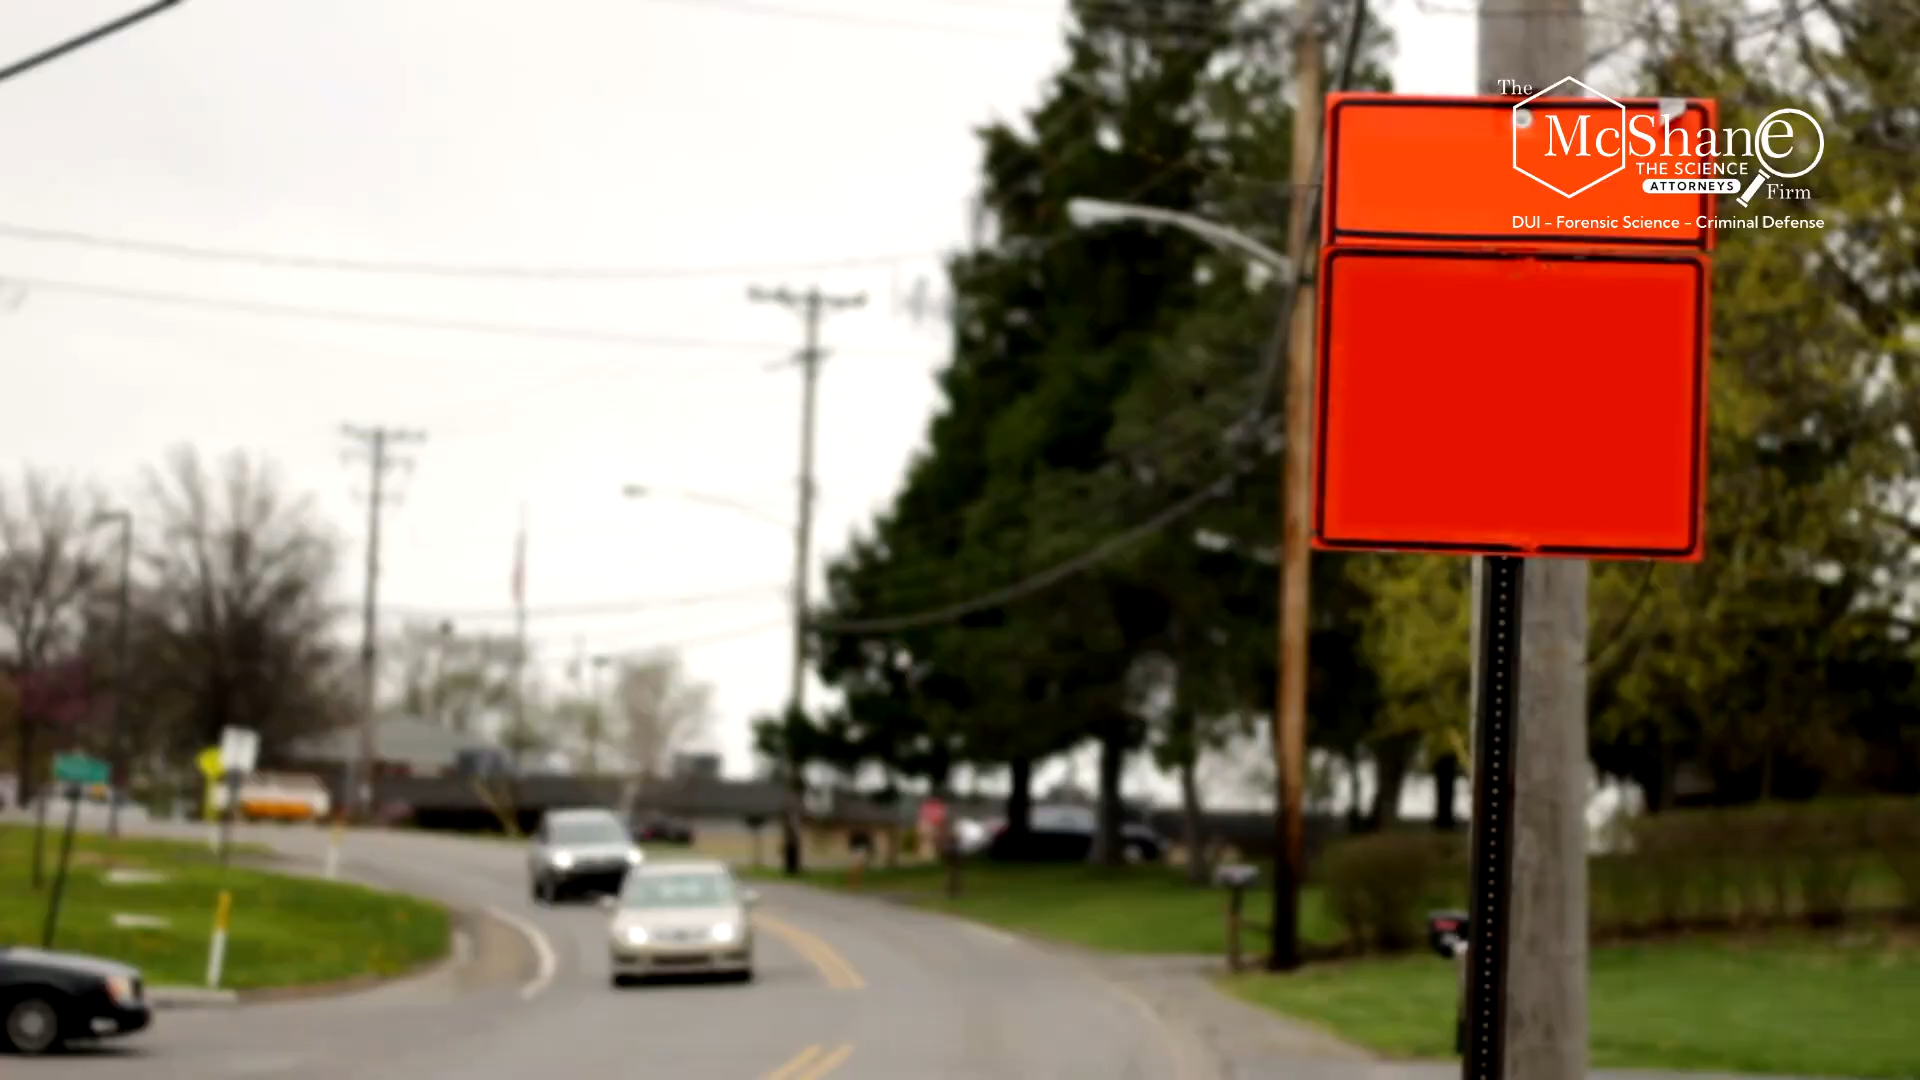 The
McShane
THE SCIENCE
ATTORNEYS
Firm
DUI - Forensic Science - Criminal Defense